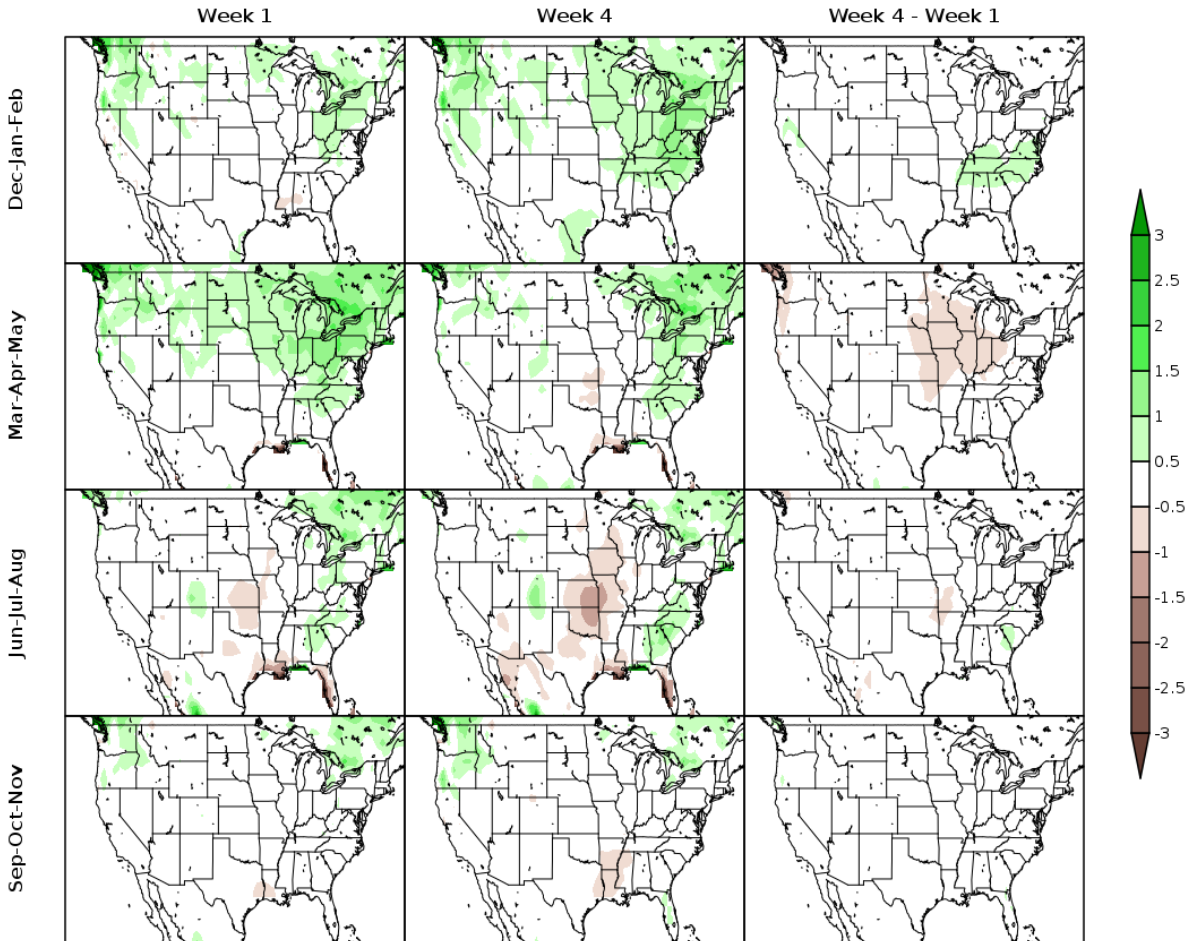 Week 1
Week 4
Week 4 - Week 1
Dec-Jan-Feb
Mar-Apr-May
Jun-Jul-Aug
Sep-Oct-Nov
3
2.5
2
1.5
1
0.5
-0.5
-1
-1.5
-2
-2.5
-3